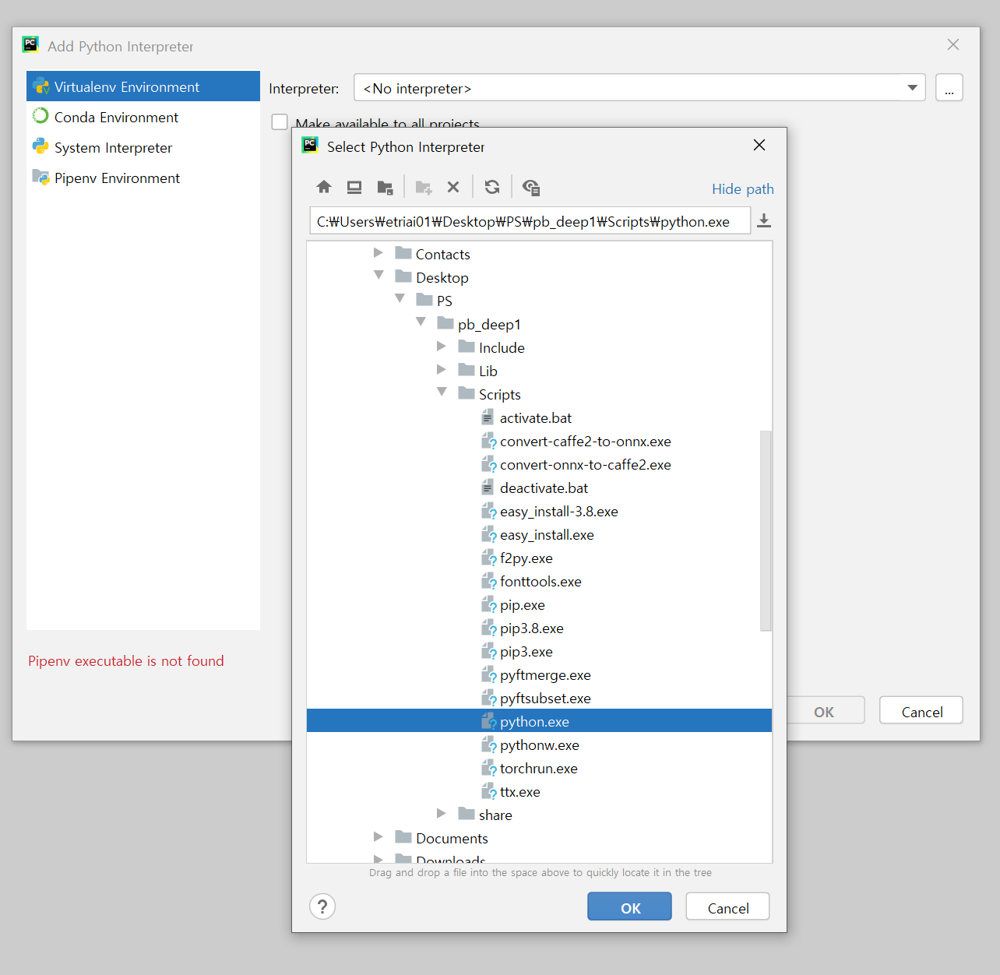 Add Python Interpreter
Virtualenv Environment
Conda Environment
System Interpreter
Pipenv Environment
Interpreter: <No interpreter> ...
Make available to all projects
Select Python Interpreter
Hide path
C:₩Users₩etriai01₩Desktop₩PS₩pb_deep1₩Scripts₩python.exe
Contacts
Desktop
PS
pb_deep1
Include
Lib
Scripts
activate.bat
convert-caffe2-to-onnx.exe
convert-onnx-to-caffe2.exe
deactivate.bat
easy_install-3.8.exe
easy_install.exe
f2py.exe
fonttools.exe
pip.exe
pip3.8.exe
pip3.exe
pyftmerge.exe
pyftsubset.exe
python.exe
pythonw.exe
torchrun.exe
ttx.exe
share
Documents
Downloads
Drag and drop a file into the space above to quickly locate it in the tree
? OK Cancel
Pipenv executable is not found
OK Cancel